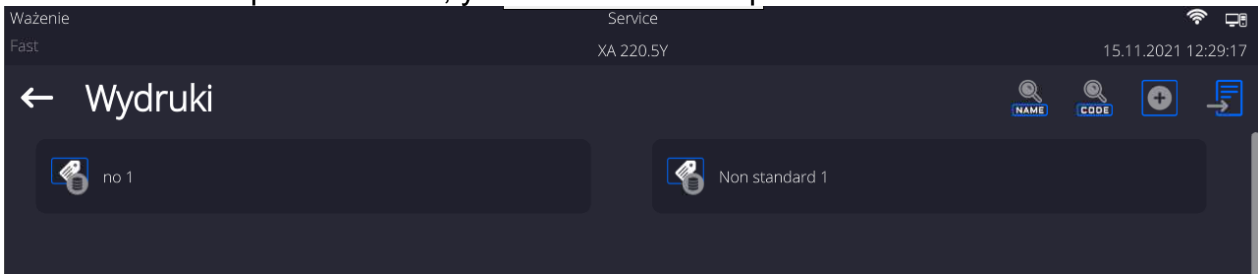 Ważenie Service
Fast XA 220.5Y 15.11.2021 12:29:17
Wydruki NAME CODE
no 1 Non standard 1